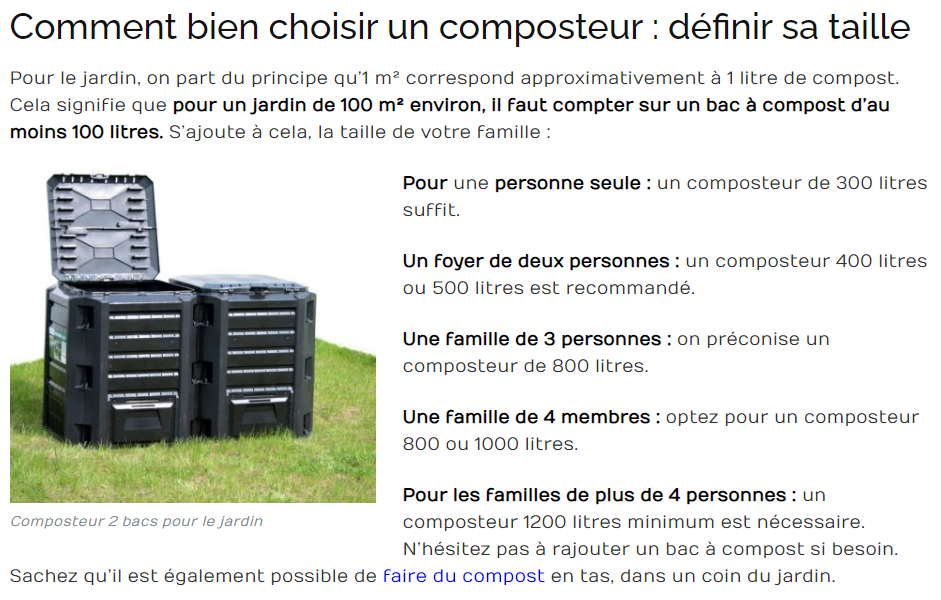 Comment bien choisir un composteur : définir sa taille
Pour le jardin, on part du principe qu'1 m² correspond approximativement à 1 litre de compost.
Cela signifie que pour un jardin de 100 m² environ, il faut compter sur un bac à compost d'au
moins 100 litres. S'ajoute à cela, la taille de votre famille :
Pour une personne seule : un composteur de 300 litres
suffit.
Un foyer de deux personnes : un composteur 400 litres
ou 500 litres est recommandé.
Une famille de 3 personnes : on préconise un
composteur de 800 litres.
Une famille de 4 membres : optez pour un composteur
800 ou 1000 litres.
Pour les familles de plus de 4 personnes : un
composteur 1200 litres minimum est nécessaire.
N'hésitez pas à rajouter un bac à compost si besoin.
Composteur 2 bacs pour le jardin
Sachez qu'il est également possible de faire du compost en tas, dans un coin du jardin.